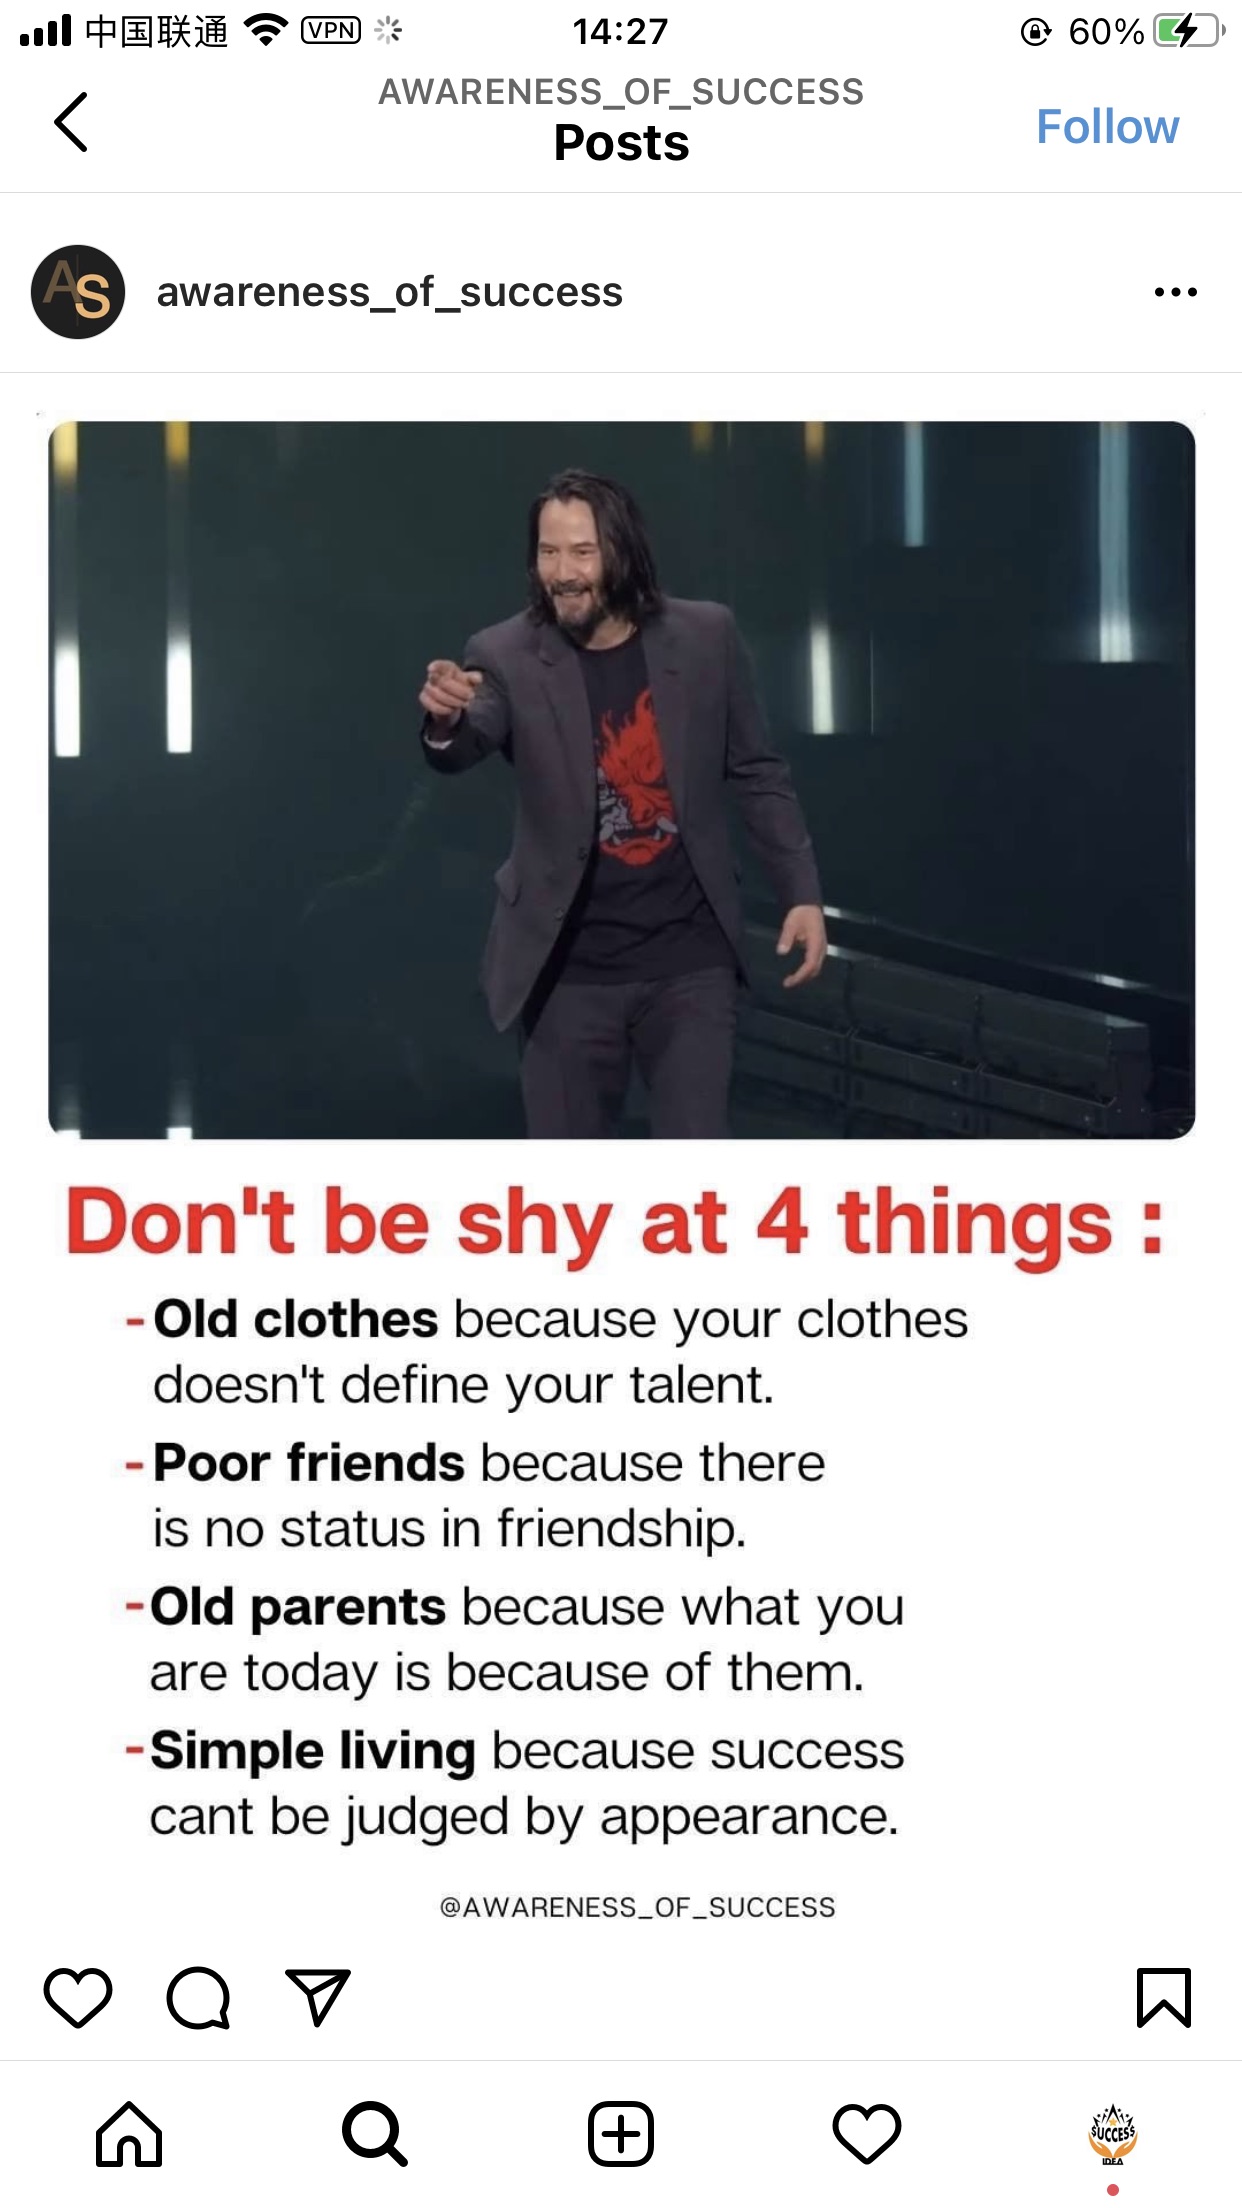 中国联通 VPN 14:27 60%
AWARENESS_OF_SUCCESS
Posts
Follow
AS
awareness_of_success
Don't be shy at 4 things :
- Old clothes because your clothes
doesn't define your talent.
- Poor friends because there
is no status in friendship.
- Old parents because what you
are today is because of them.
- Simple living because success
cant be judged by appearance.
@AWARENESS_OF_SUCCESS
SUCCESS
IDEA